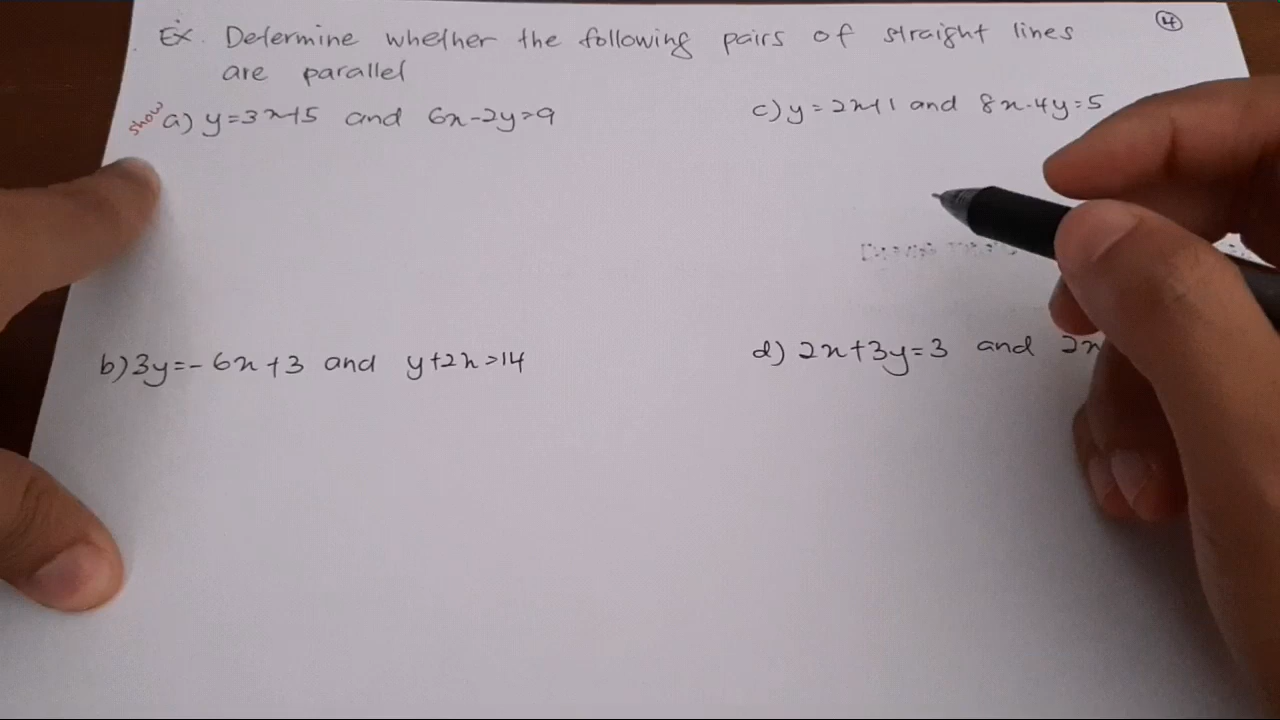 ④
Ex. Determine whether the following pairs of straight lines
are parallel
show a) y=3x+5 and 6x-2y=9
c) y=2x+1 and 8x-4y=5
b) 3y=-6x+3 and y+2x=14
d) 2x+3y=3 and 2x